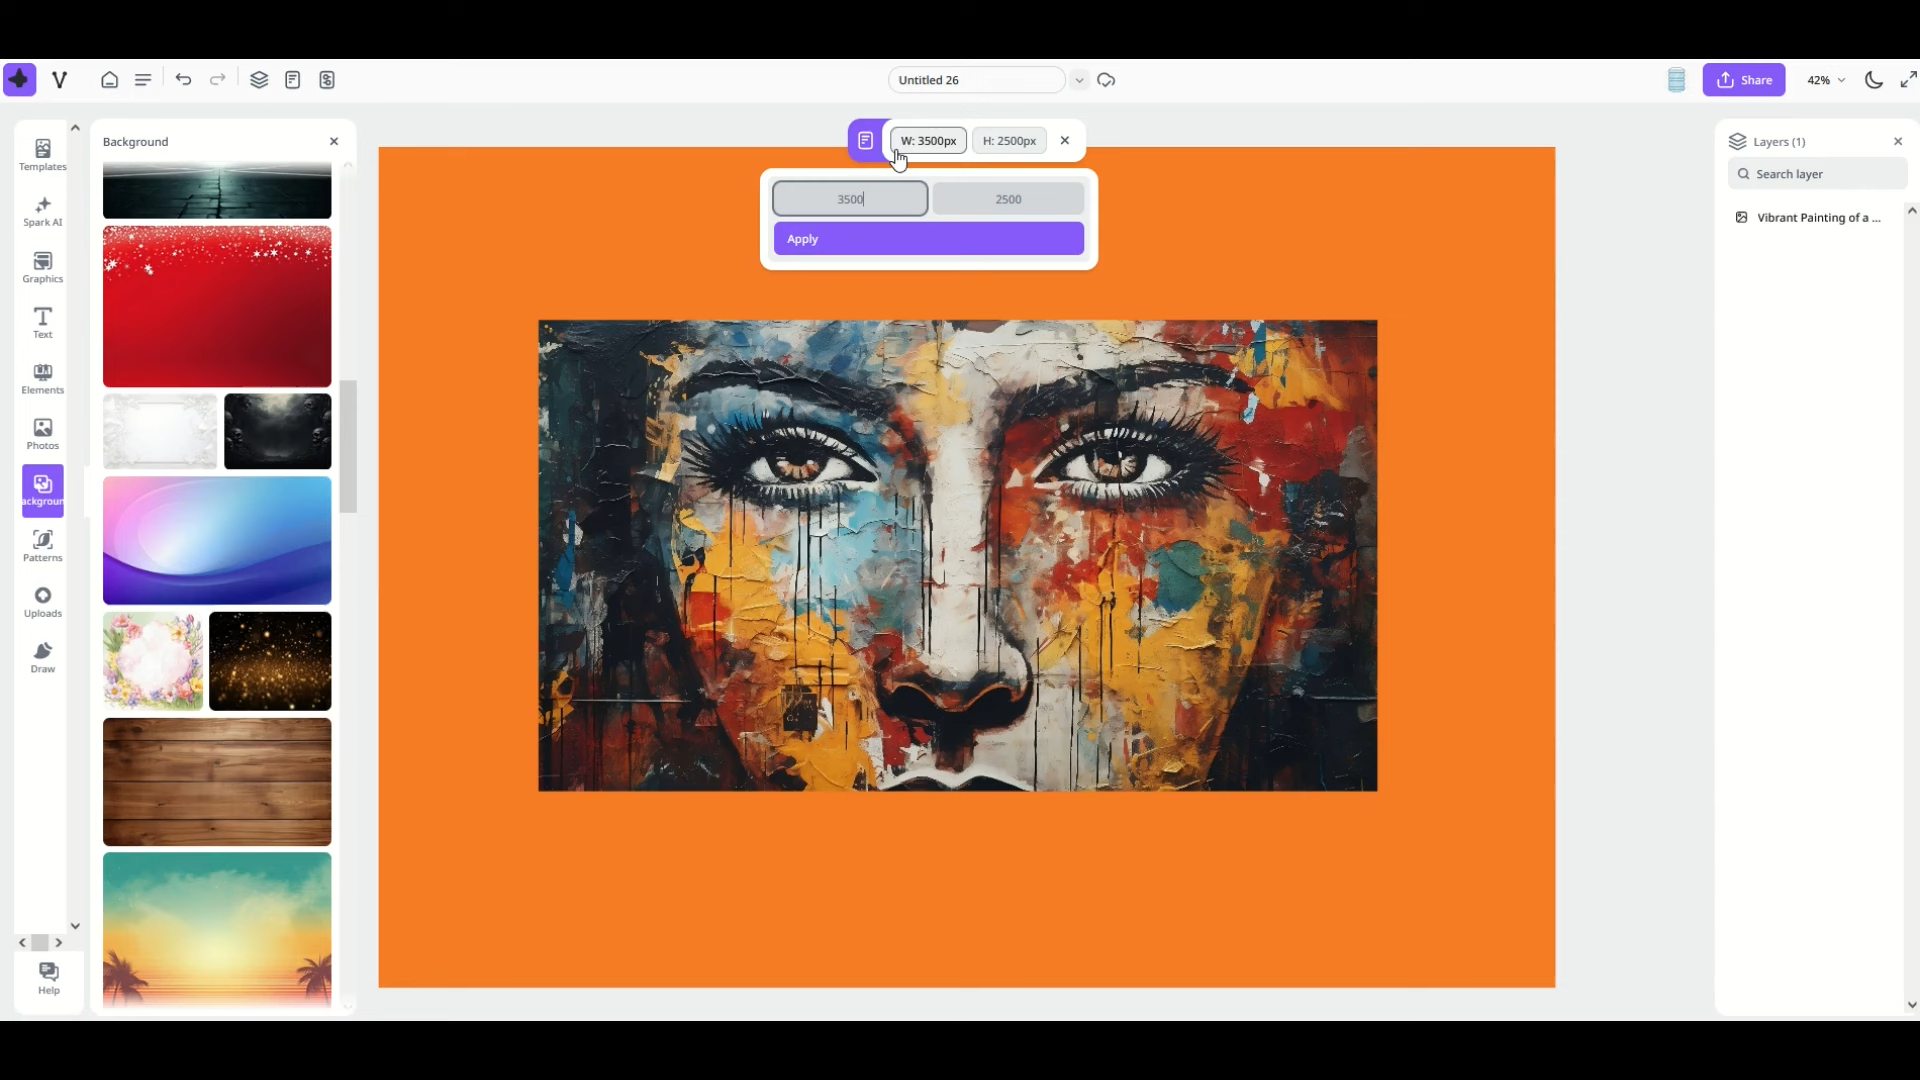 Untitled 26
Share
42%
Templates
Spark AI
Graphics
Text
Elements
Photos
ackgroun
Patterns
Uploads
Draw
Help
Background
W: 3500px
H: 2500px
3500
2500
Apply
Layers (1)
Search layer
Vibrant Painting of a ...